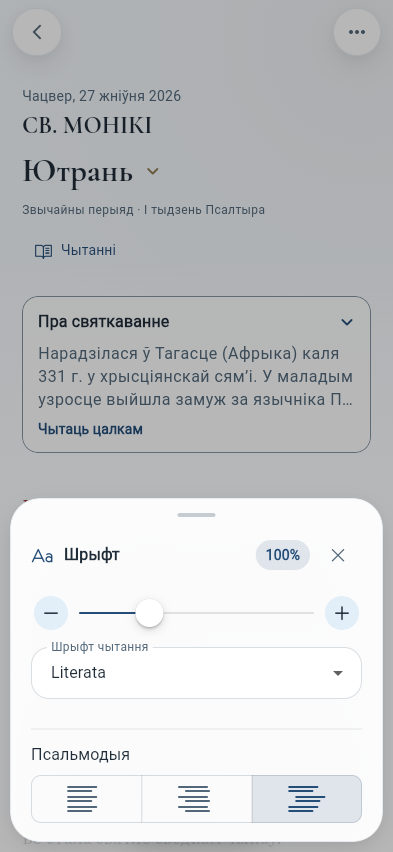 Чацвер, 27 жніўня 2026
СВ. МОНІКІ
Ютрань
Звычайны перыяд · I тыдзень Псалтыра
Чытанні
Пра святкаванне
Нарадзілася ў Тагасце (Афрыка) каля
331 г. у хрысціянскай сям’і. У маладым
узросце выйшла замуж за язычніка П…
Чытаць цалкам
Шрыфт
100%
Шрыфт чытання
Literata
Псальмодыя